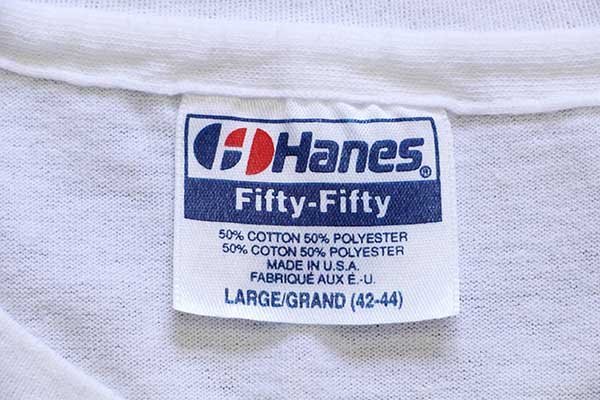 Hanes®
Fifty-Fifty
50% COTTON 50% POLYESTER
50% COTON 50% POLYESTER
MADE IN U.S.A.
FABRIQUÉ AUX É.-U.
LARGE/GRAND (42-44)